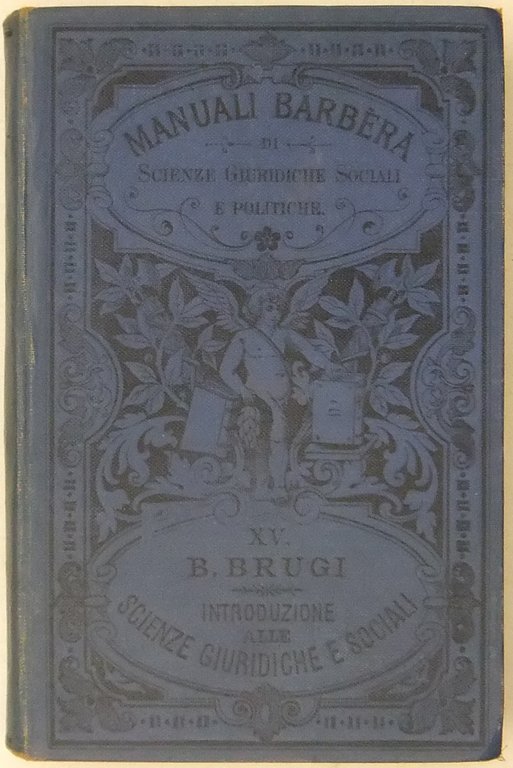 MANUALI BARBÈRA
DI
SCIENZE GIURIDICHE SOCIALI
E POLITICHE.
XV.
B. BRUGI
INTRODUZIONE
ALLE
SCIENZE GIURIDICHE E SOCIALI